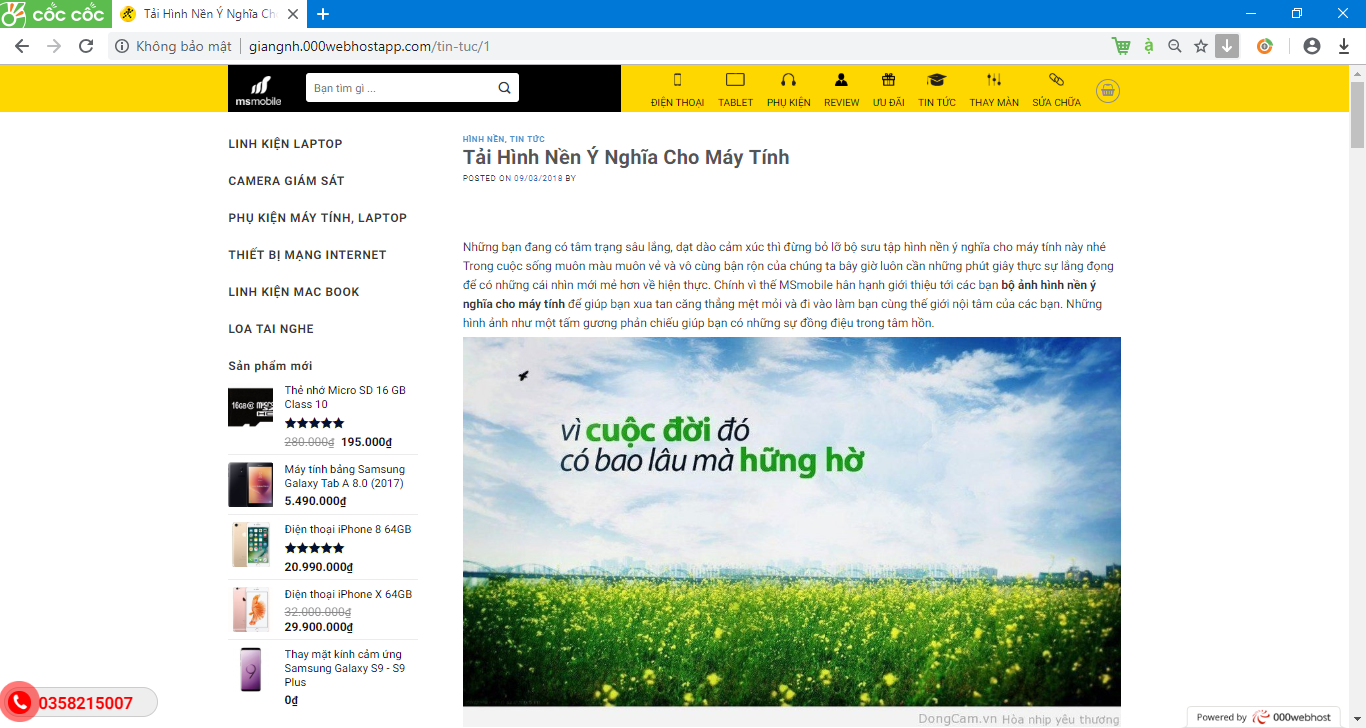 cốc cốc
Tải Hình Nền Ý Nghĩa Ch
Không bảo mật
giangnh.000webhostapp.com/tin-tuc/1
msmobile
Bạn tìm gì ...
ĐIỆN THOẠI
TABLET
PHỤ KIỆN
REVIEW
ƯU ĐÃI
TIN TỨC
THAY MÀN
SỬA CHỮA
LINH KIỆN LAPTOP
CAMERA GIÁM SÁT
PHỤ KIỆN MÁY TÍNH, LAPTOP
THIẾT BỊ MẠNG INTERNET
LINH KIỆN MAC BOOK
LOA TAI NGHE
Sản phẩm mới
16GB
Thẻ nhớ Micro SD 16 GB
Class 10
280.000₫ 195.000₫
Máy tính bảng Samsung
Galaxy Tab A 8.0 (2017)
5.490.000₫
Điện thoại iPhone 8 64GB
20.990.000₫
Điện thoại iPhone X 64GB
32.000.000₫
29.900.000₫
Thay mặt kính cảm ứng
Samsung Galaxy S9 - S9
Plus
0₫
0358215007
HÌNH NỀN, TIN TỨC
Tải Hình Nền Ý Nghĩa Cho Máy Tính
POSTED ON 09/03/2018 BY
Những bạn đang có tâm trạng sâu lắng, dạt dào cảm xúc thì đừng bỏ lỡ bộ sưu tập hình nền ý nghĩa cho máy tính này nhé
Trong cuộc sống muôn màu muôn vẻ và vô cùng bận rộn của chúng ta bây giờ luôn cần những phút giây thực sự lắng đọng
để có những cái nhìn mới mẻ hơn về hiện thực. Chính vì thế MSmobile hân hạnh giới thiệu tới các bạn bộ ảnh hình nền ý
nghĩa cho máy tính để giúp bạn xua tan căng thẳng mệt mỏi và đi vào làm bạn cùng thế giới nội tâm của các bạn. Những
hình ảnh như một tấm gương phản chiếu giúp bạn có những sự đồng điệu trong tâm hồn.
vì cuộc đời đó
có bao lâu mà hững hờ
DongCam.vn Hòa nhịp yêu thương
Powered by 000webhost